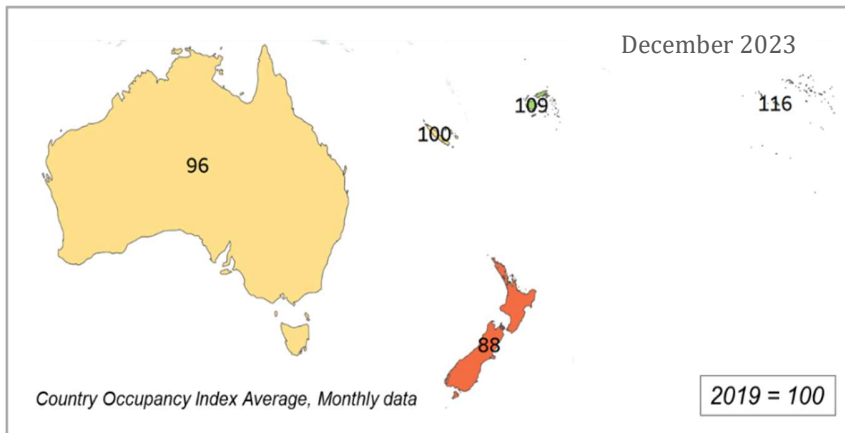 December 2023
109
116
100
96
88
Country Occupancy Index Average, Monthly data
2019 = 100